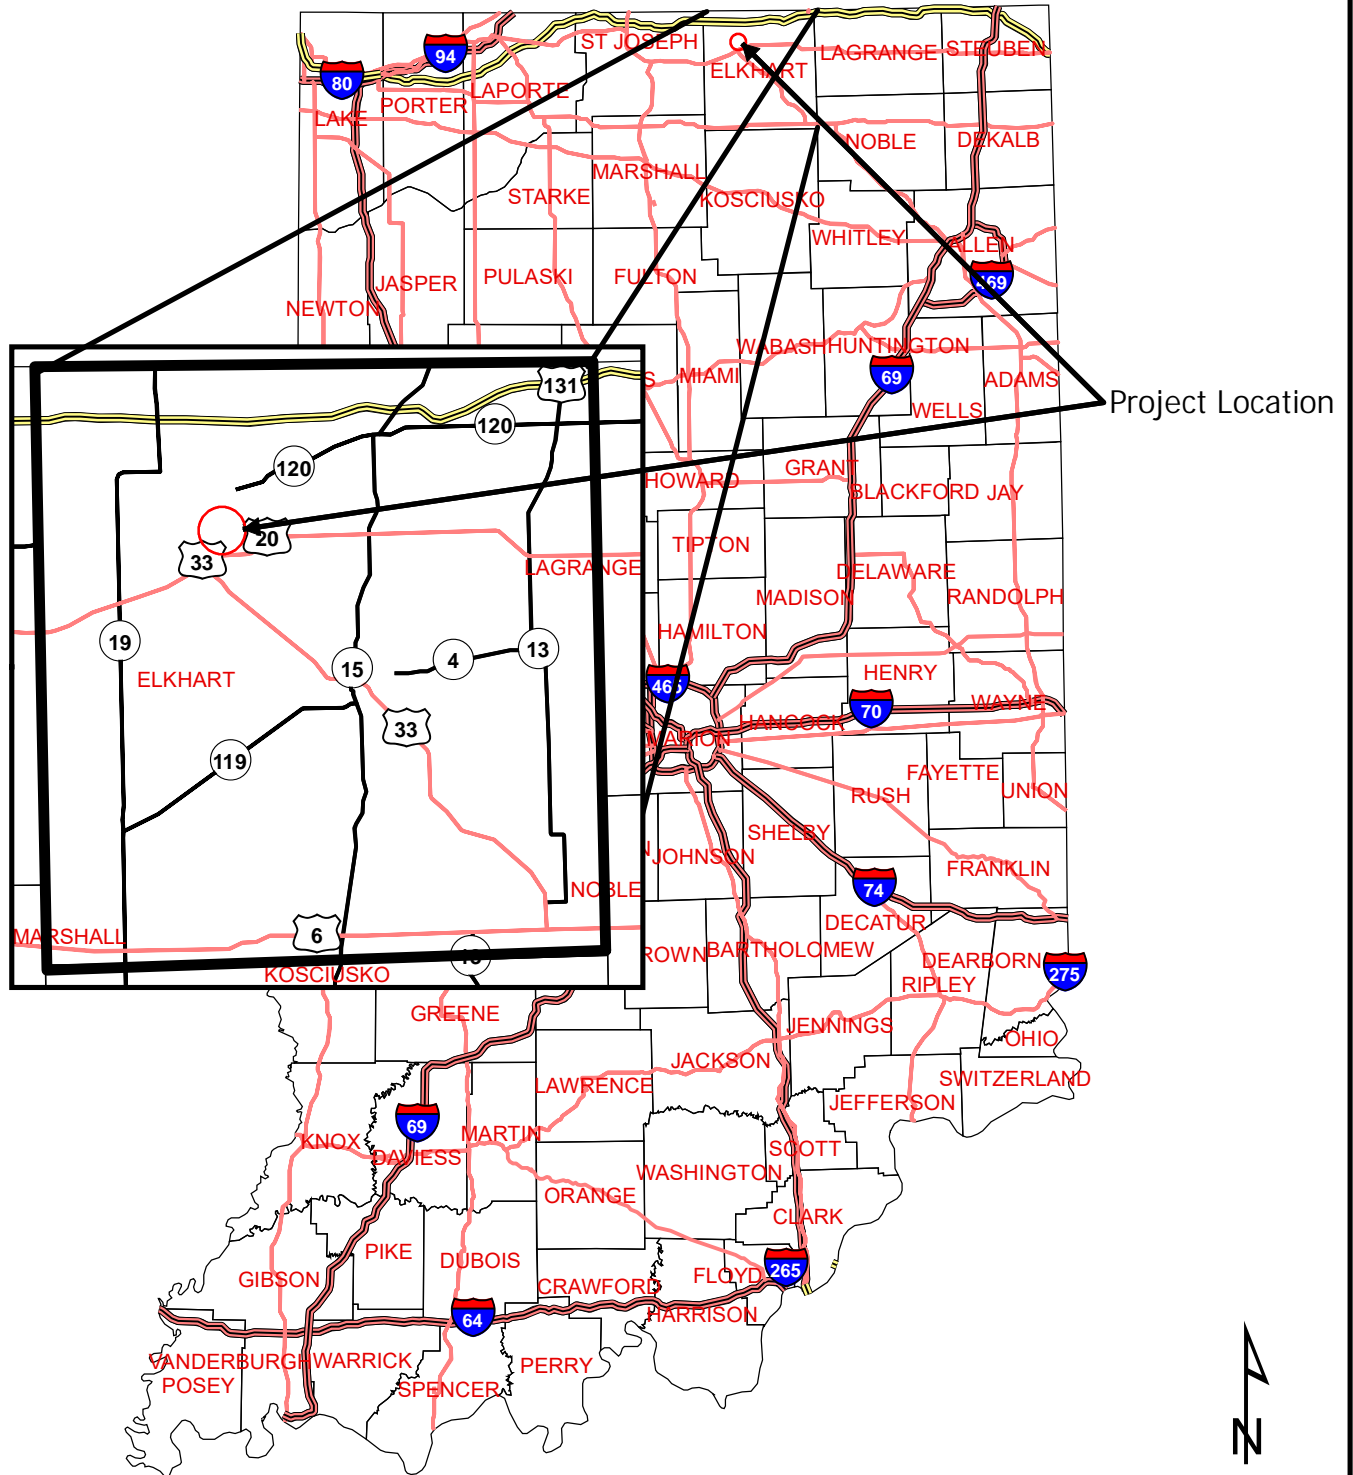 ST JOSEPH
94
LAGRANGE
STEUBEN
80
ELKHART
LAPORTE
PORTER
LAKE
NOBLE
DEKALB
MARSHALL
STARKE
KOSCIUSKO
WHITLEY
ALLEN
469
PULASKI
FULTON
JASPER
NEWTON
WABASH
HUNTINGTON
MIAMI
69
ADAMS
WELLS
Project Location
131
120
120
20
33
LAGRANGE
19
15
4
13
ELKHART
33
119
NOBLE
6
MARSHALL
KOSCIUSKO
S
HOWARD
GRANT
BLACKFORD
JAY
TIPTON
DELAWARE
MADISON
RANDOLPH
HAMILTON
465
HENRY
70
WAYNE
HANCOCK
MARION
FAYETTE
RUSH
UNION
SHELBY
JOHNSON
FRANKLIN
74
DECATUR
ROWN
BARTHOLOMEW
DEARBORN
275
RIPLEY
GREENE
JENNINGS
OHIO
JACKSON
LAWRENCE
SWITZERLAND
JEFFERSON
69
MARTIN
KNOX
DAVIESS
SCOTT
WASHINGTON
ORANGE
CLARK
PIKE
DUBOIS
GIBSON
FLOYD
265
CRAWFORD
HARRISON
64
VANDERBURGH
WARRICK
PERRY
POSEY
SPENCER
N